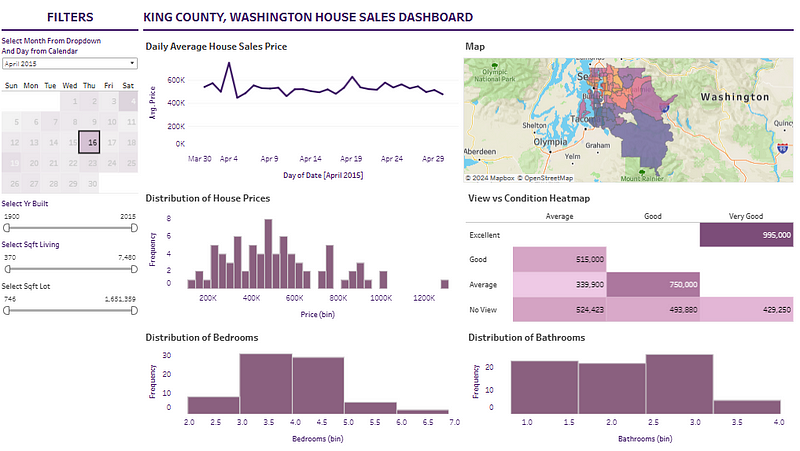 FILTERS
KING COUNTY, WASHINGTON HOUSE SALES DASHBOARD
Select Month From Dropdown
And Day from Calendar
April 2015
Sun Mon Tue Wed Thu Fri Sat
1 2 3 4
5 6 7 8 9 10 11
12 13 14 15 16 17 18
19 20 21 22 23 24 25
26 27 28 29 30
Select Yr Built
1900 2015
Select Sqft Living
370 7,480
Select Sqft Lot
746 1,651,359
Daily Average House Sales Price
Avg. Price
600K
400K
200K
0K
Mar 30 Apr 4 Apr 9 Apr 14 Apr 19 Apr 24 Apr 29
Day of Date [April 2015]
Map
Olympic
National Park
Shelton
Olympia
Aberdeen
Yelm
Graham
Tacom
Se
Washington
Quincy
82
Mount Rainier
© 2024 Mapbox © OpenStreetMap
Distribution of House Prices
Frequency
8
6
4
2
0
200K 400K 600K 800K 1000K 1200K
Price (bin)
View vs Condition Heatmap
Average Good Very Good
Excellent 995,000
Good 515,000
Average 339,900 750,000
No View 524,423 493,880 429,250
Distribution of Bedrooms
Frequency
30
20
10
0
2.0 2.5 3.0 3.5 4.0 4.5 5.0 5.5 6.0 6.5 7.0
Bedrooms (bin)
Distribution of Bathrooms
Frequency
20
10
0
1.0 1.5 2.0 2.5 3.0 3.5 4.0
Bathrooms (bin)